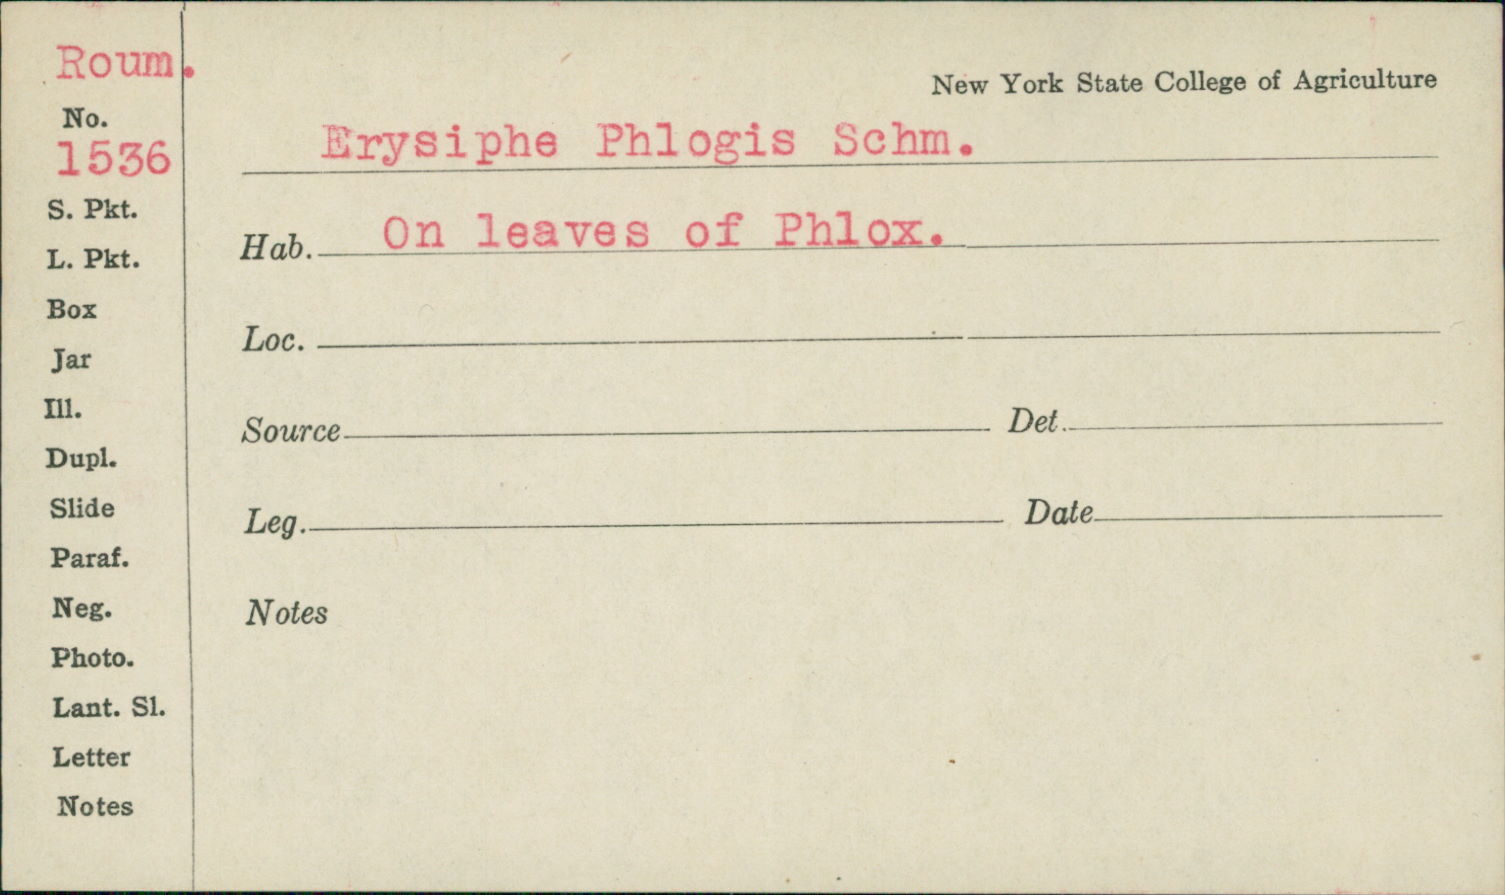 Roum.
No.
1536
S. Pkt.
L. Pkt.
Box
Jar
Ill.
Dupl.
Slide
Paraf.
Neg.
Photo.
Lant. Sl.
Letter
Notes
New York State College of Agriculture
Erysiphe Phlogis Schm.
Hab. On leaves of Phlox.
Loc.
Source Det.
Leg. Date
Notes